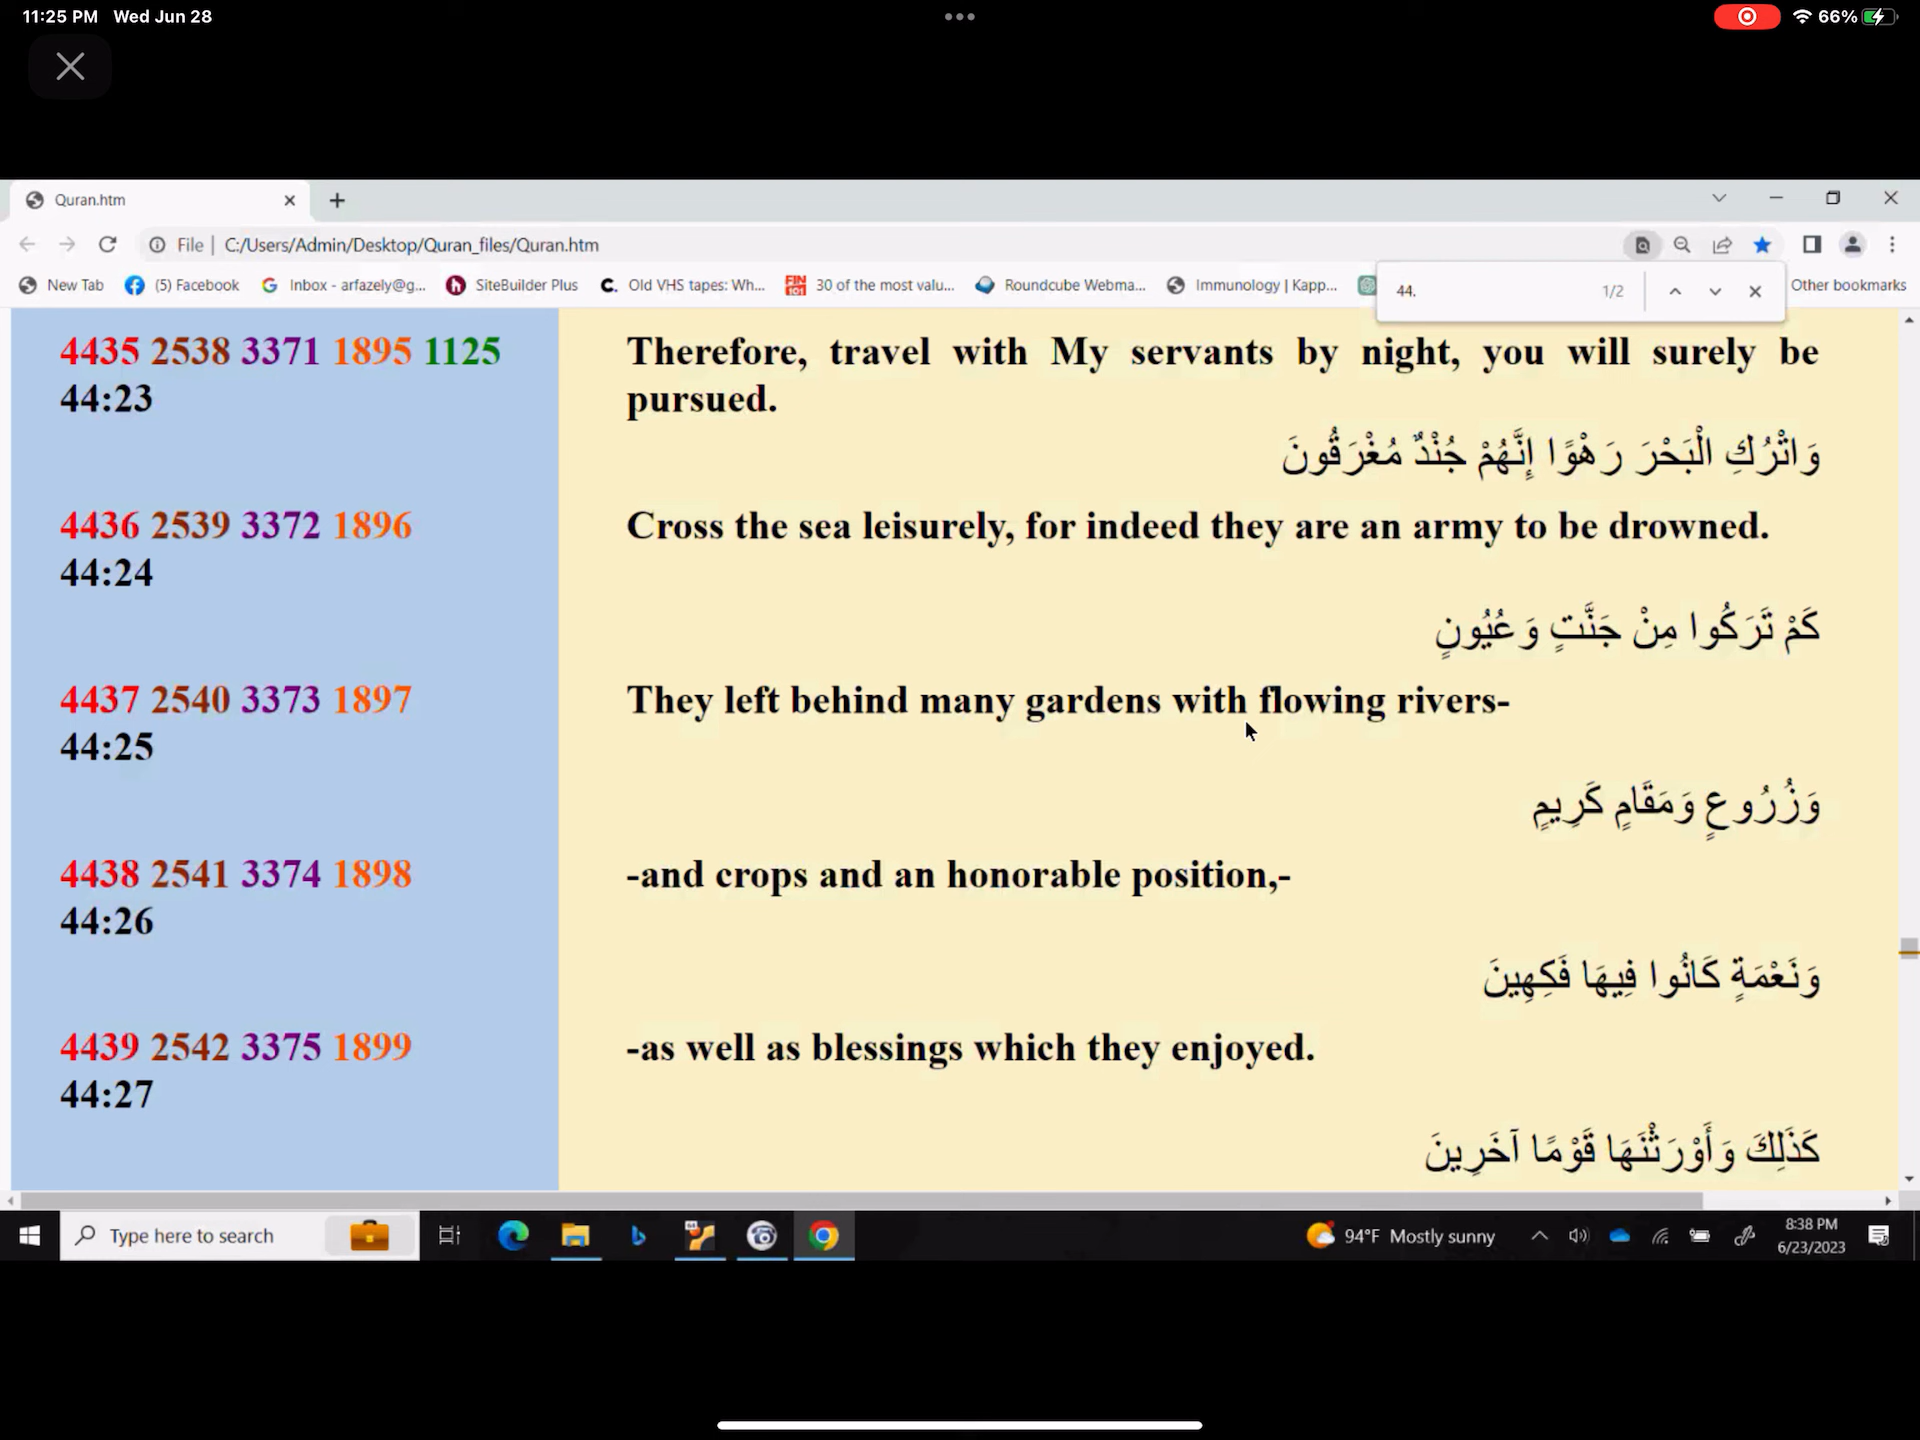 11:25 PM Wed Jun 28
66%
Quran.htm
File | C:/Users/Admin/Desktop/Quran_files/Quran.htm
New Tab (5) Facebook Inbox - arfazely@g... SiteBuilder Plus Old VHS tapes: Wh... FIN 101 30 of the most valu... Roundcube Webma... Immunology | Kapp... Other bookmarks
44. 1/2
4435 2538 3371 1895 1125
44:23
Therefore, travel with My servants by night, you will surely be
pursued.
وَاتْرُكِ الْبَحْرَ رَهْوًا إِنَّهُمْ جُنْدٌ مُغْرَقُونَ
4436 2539 3372 1896
44:24
Cross the sea leisurely, for indeed they are an army to be drowned.
كَمْ تَرَكُوا مِنْ جَنَّتٍ وَعُيُونٍ
4437 2540 3373 1897
44:25
They left behind many gardens with flowing rivers-
وَزُرُوعٍ وَمَقَامٍ كَرِيمٍ
4438 2541 3374 1898
44:26
-and crops and an honorable position,-
وَنَعْمَةٍ كَانُوا فِيهَا فَكِهِينَ
4439 2542 3375 1899
44:27
-as well as blessings which they enjoyed.
كَذَلِكَ وَأَوْرَثْنَهَا قَوْمًا آخَرِينَ
Type here to search
94°F Mostly sunny
8:38 PM
6/23/2023